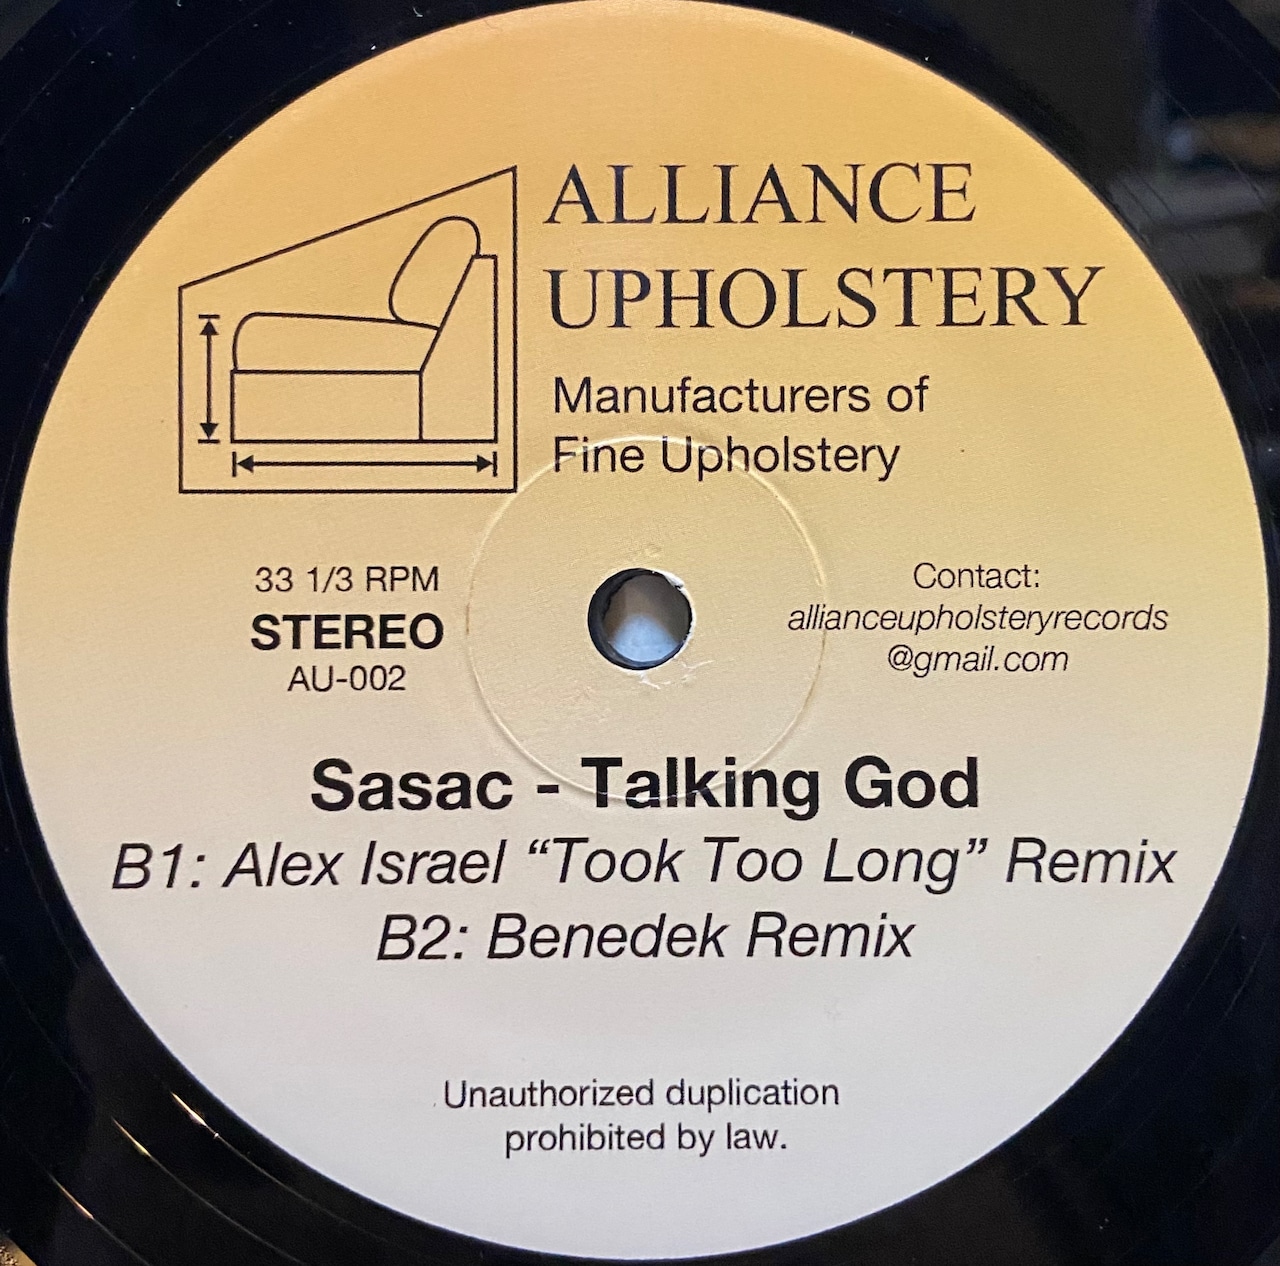 ALLIANCE
UPHOLSTERY
Manufacturers of
Fine Upholstery
33 1/3 RPM
STEREO
AU-002
Contact:
allianceupholsteryrecords
@gmail.com
Sasac - Talking God
B1: Alex Israel “Took Too Long” Remix
B2: Benedek Remix
Unauthorized duplication
prohibited by law.